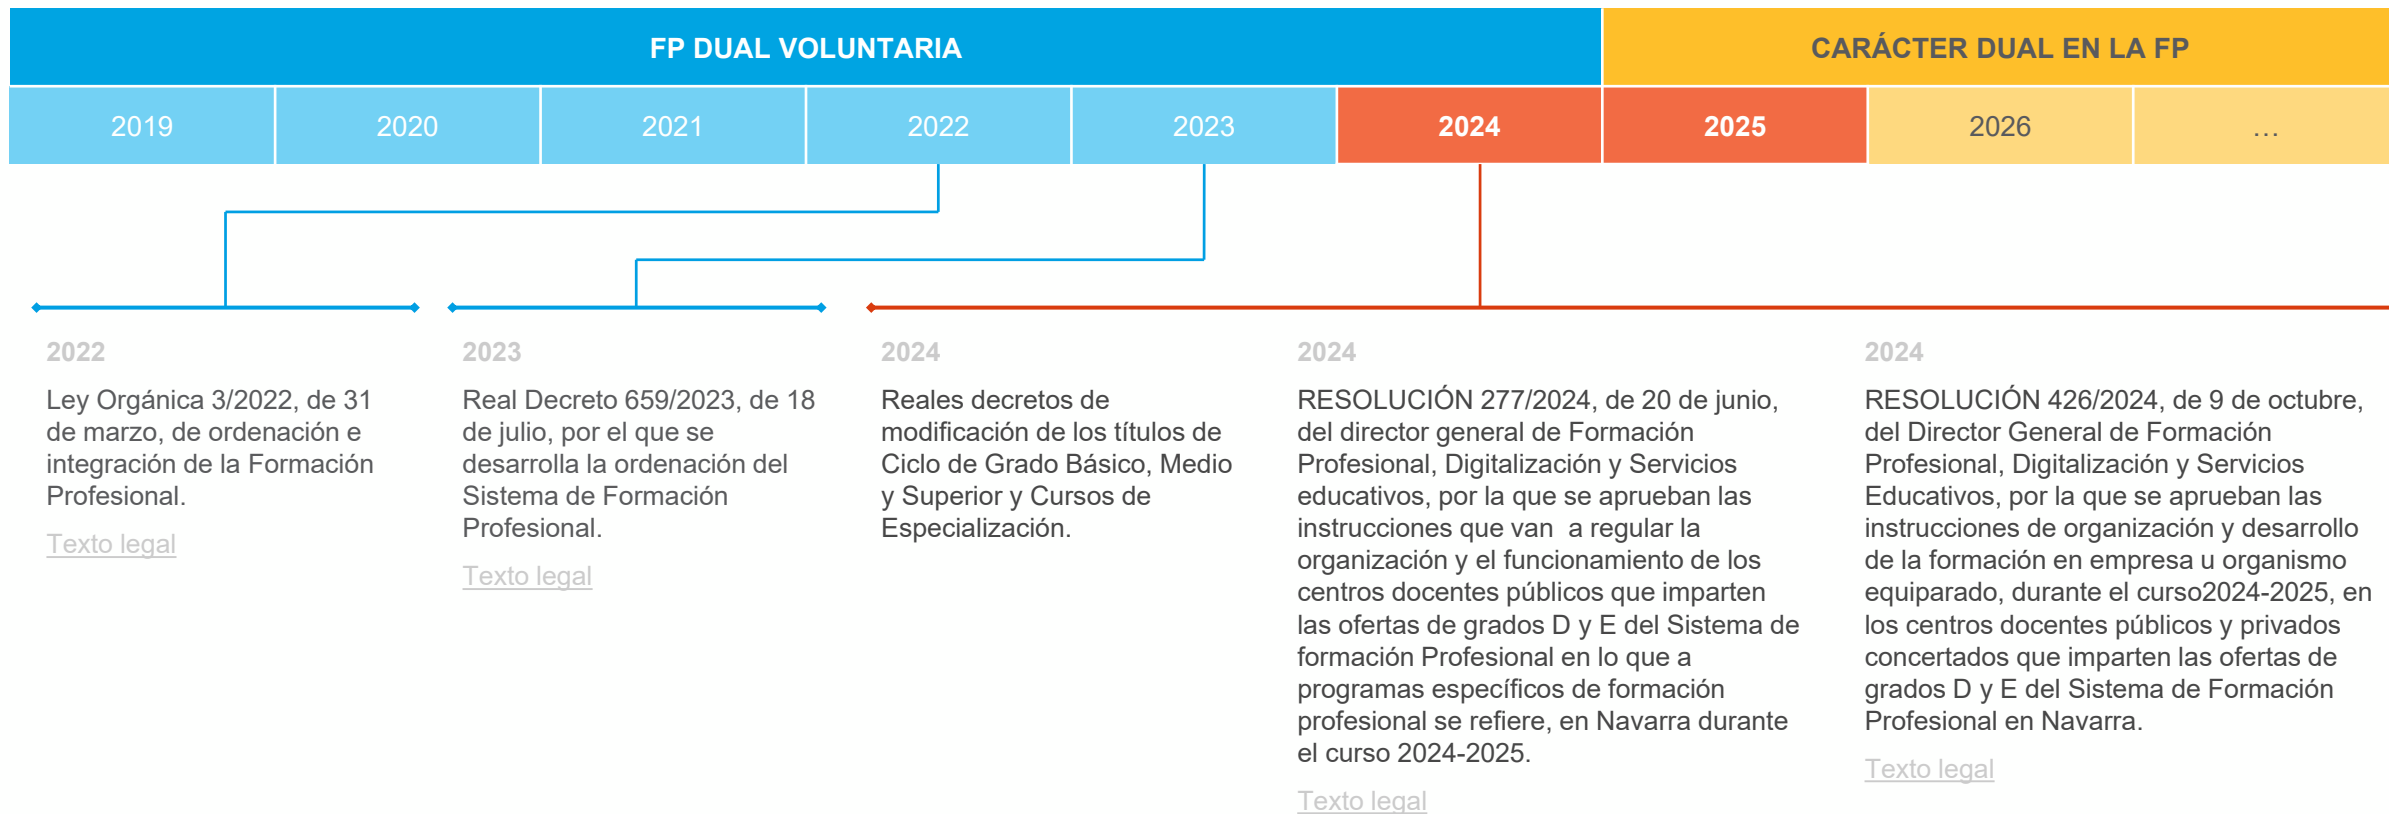 FP DUAL VOLUNTARIA
CARÁCTER DUAL EN LA FP
2019
2020
2021
2022
2023
2024
2025
2026
…
2022
Ley Orgánica 3/2022, de 31
de marzo, de ordenación e
integración de la Formación
Profesional.
Texto legal
2023
Real Decreto 659/2023, de 18
de julio, por el que se
desarrolla la ordenación del
Sistema de Formación
Profesional.
Texto legal
2024
Reales decretos de
modificación de los títulos de
Ciclo de Grado Básico, Medio
y Superior y Cursos de
Especialización.
2024
RESOLUCIÓN 277/2024, de 20 de junio,
del director general de Formación
Profesional, Digitalización y Servicios
educativos, por la que se aprueban las
instrucciones que van  a regular la
organización y el funcionamiento de los
centros docentes públicos que imparten
las ofertas de grados D y E del Sistema de
formación Profesional en lo que a
programas específicos de formación
profesional se refiere, en Navarra durante
el curso 2024-2025.
Texto legal
2024
RESOLUCIÓN 426/2024, de 9 de octubre,
del Director General de Formación
Profesional, Digitalización y Servicios
Educativos, por la que se aprueban las
instrucciones de organización y desarrollo
de la formación en empresa u organismo
equiparado, durante el curso2024-2025, en
los centros docentes públicos y privados
concertados que imparten las ofertas de
grados D y E del Sistema de Formación
Profesional en Navarra.
Texto legal